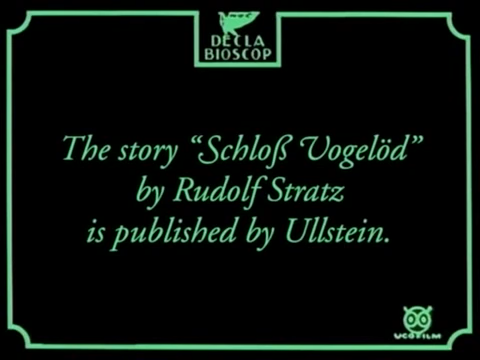 DECLA
BIOSCOP
The story “Schloß Vogelöd”
by Rudolf Stratz
is published by Ullstein.
UCOFILM